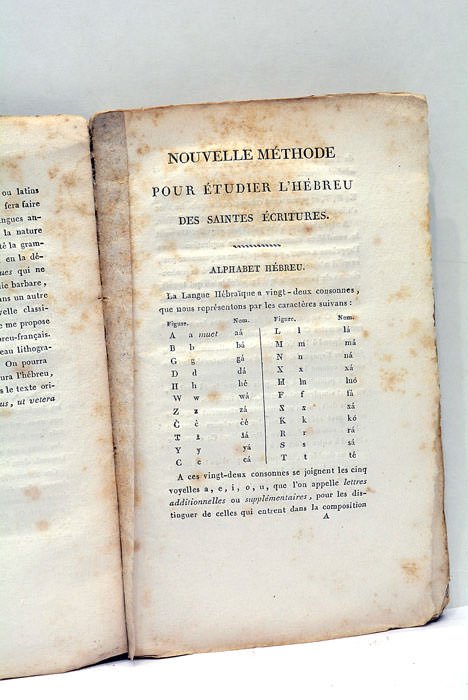 ou latins
sera faire
ngues an-
la nature
té la gram-
en la dé-
ques qui ne
ie barbare,
ans un autre
velle classi-
e me propose
breu-français-
eau lithogra-
On pourra
ura l'hébreu,
s le texte ori-
us, ut vetera
NOUVELLE MÉTHODE
POUR ÉTUDIER L'HÉBREU
DES SAINTES ÉCRITURES.
ALPHABET HÉBREU.
La Langue Hébraïque a vingt-deux consonnes,
que nous représentons par les caractères suivans :
Figure. Nom. Figure. Nom.
A a muet aá L l lá
B b bá M m má
G g gá N n ná
D d dá X x xá
H h hé
W w wá F f fá
Z z zá
K k kó
R r rá
Y y yá S s sá
C c cá T t té
A ces vingt-deux consonnes se joignent les cinq
voyelles a, e, i, o, u, que l'on appelle lettres
additionnelles ou supplémentaires, pour les dis-
tinguer de celles qui entrent dans la composition
A